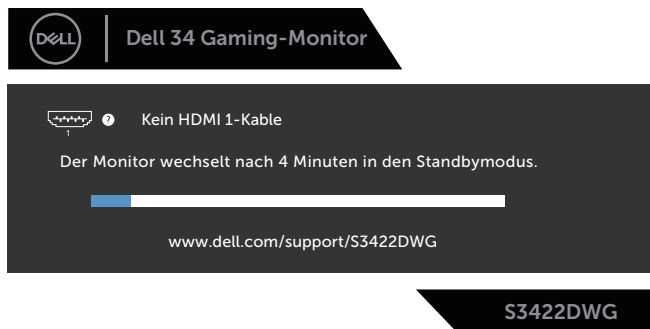 DELL
Dell 34 Gaming-Monitor
1
? Kein HDMI 1-Kable
Der Monitor wechselt nach 4 Minuten in den Standbymodus.
www.dell.com/support/S3422DWG
S3422DWG